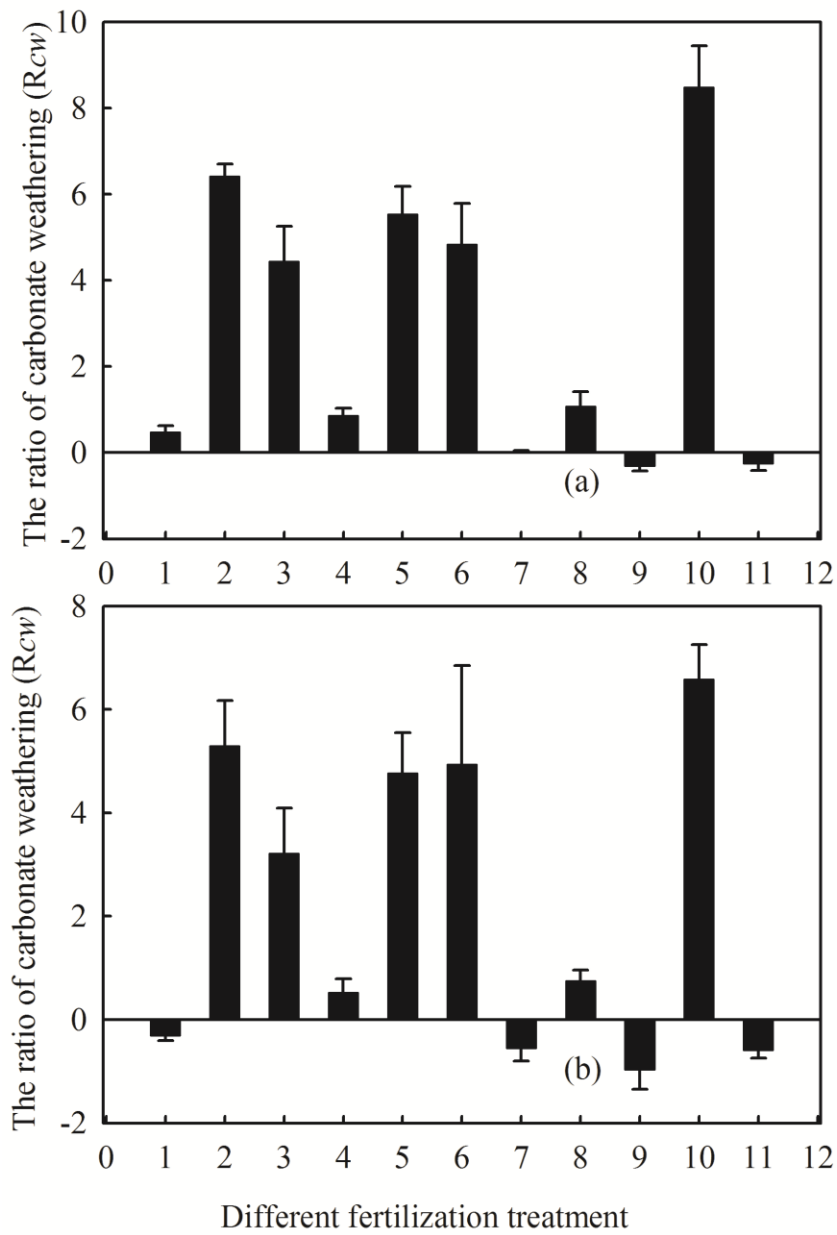 The ratio of carbonate weathering (Rcw)
10
8
6
4
2
0
-2
(a)
0 1 2 3 4 5 6 7 8 9 10 11 12
The ratio of carbonate weathering (Rcw)
8
6
4
2
0
-2
(b)
0 1 2 3 4 5 6 7 8 9 10 11 12
Different fertilization treatment